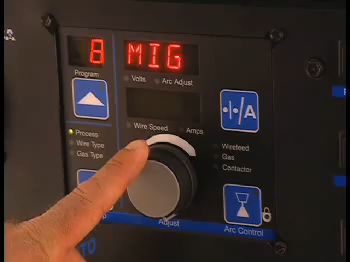 8 MIG
Program
Volts Arc Adjust
/A
Wire Speed Amps
Process
Wire Type
Gas Type
Wirefeed
Gas
Contactor
Adjust
Arc Control